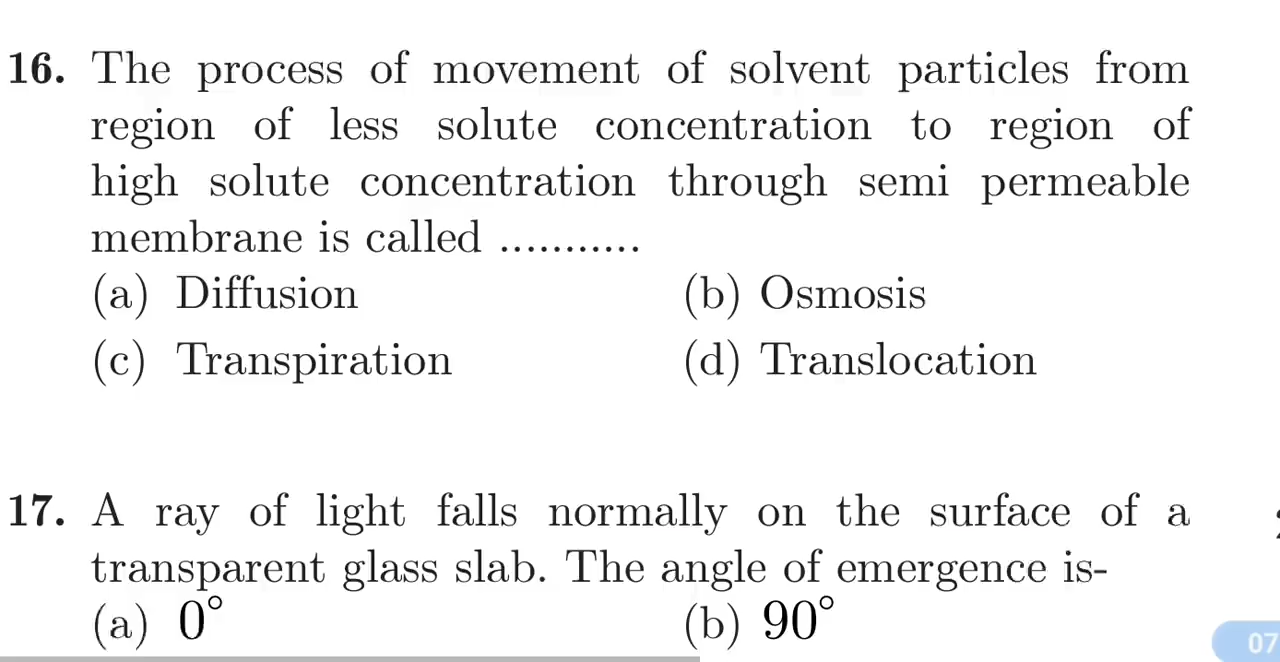 16. The process of movement of solvent particles from
region of less solute concentration to region of
high solute concentration through semi permeable
membrane is called ...........
(a) Diffusion (b) Osmosis
(c) Transpiration (d) Translocation
17. A ray of light falls normally on the surface of a
transparent glass slab. The angle of emergence is-
(a) 0° (b) 90°
07